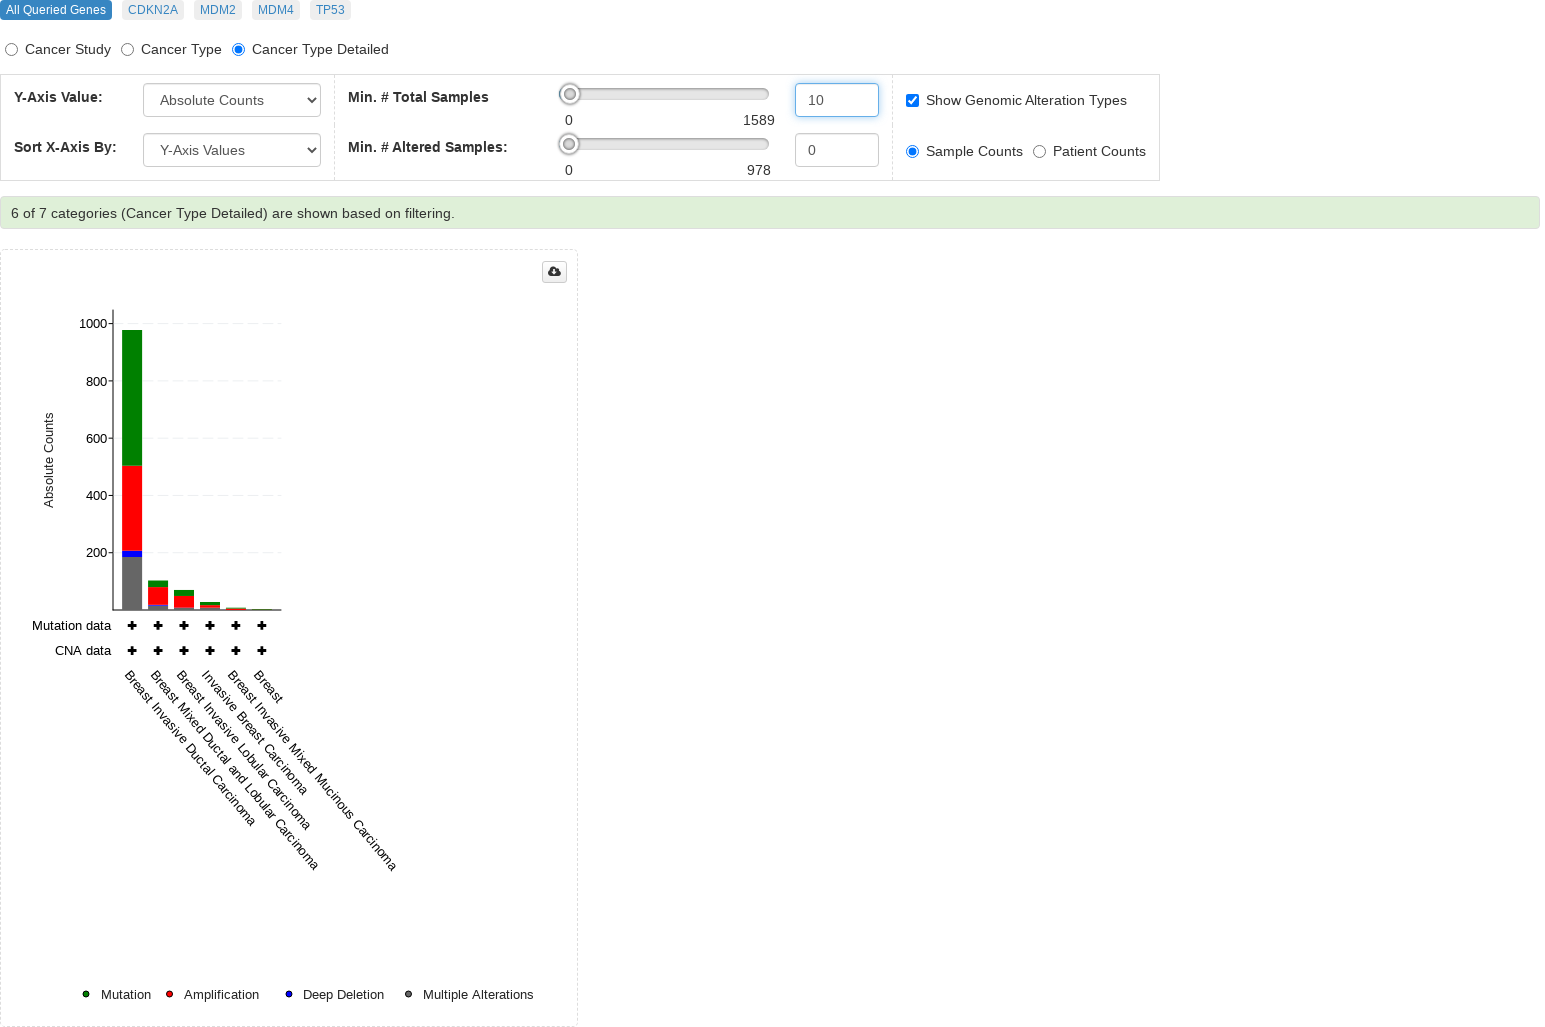 All Queried Genes CDKN2A MDM2 MDM4 TP53
Cancer Study Cancer Type Cancer Type Detailed
Y-Axis Value: Absolute Counts Min. # Total Samples 10 Show Genomic Alteration Types
0 1589
Sort X-Axis By: Y-Axis Values Min. # Altered Samples: 0 Sample Counts Patient Counts
0 978
6 of 7 categories (Cancer Type Detailed) are shown based on filtering.
1000
800
600
400
200
Absolute Counts
Mutation data
CNA data
Breast Invasive Ductal Carcinoma
Breast Mixed Ductal and Lobular Carcinoma
Breast Invasive Lobular Carcinoma
Invasive Breast Carcinoma
Breast Invasive Mixed Mucinous Carcinoma
Breast
Mutation Amplification Deep Deletion Multiple Alterations